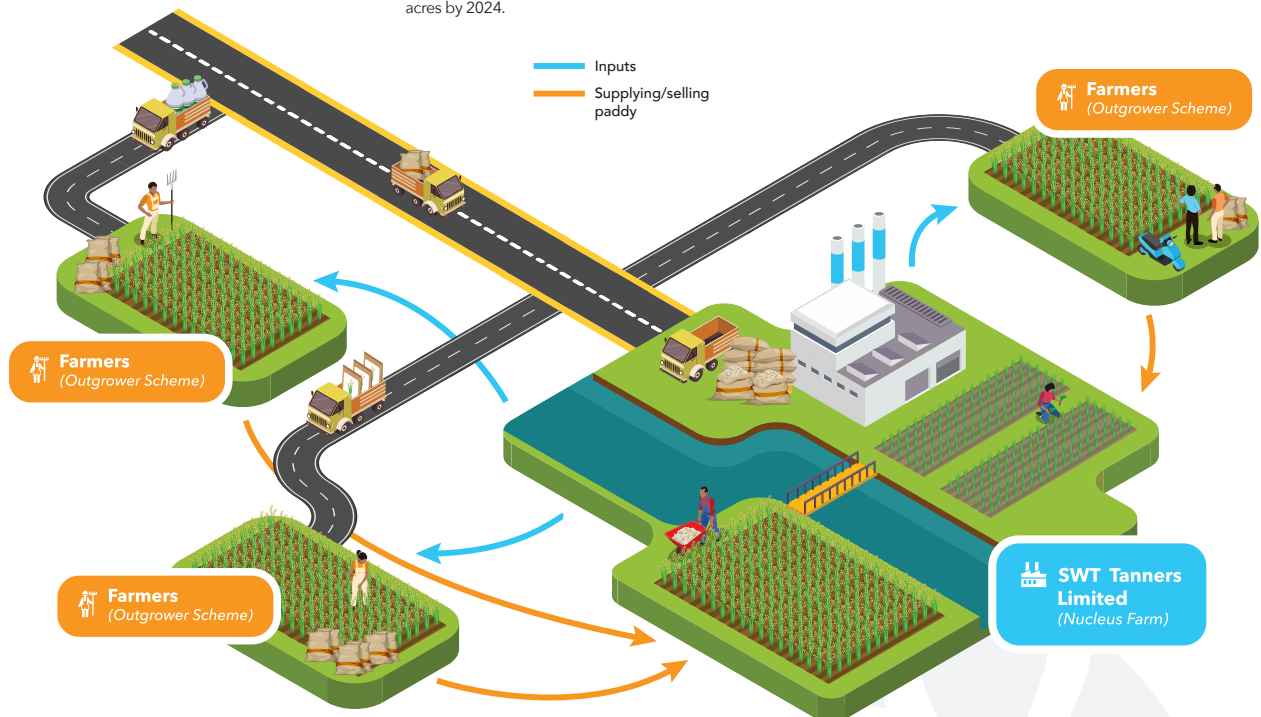 acres by 2024.
Inputs
Supplying/selling
paddy
Farmers
(Outgrower Scheme)
Farmers
(Outgrower Scheme)
Farmers
(Outgrower Scheme)
SWT Tanners
Limited
(Nucleus Farm)